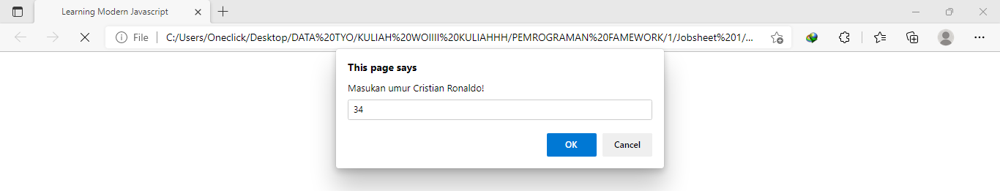 Learning Modern Javascript
File
C:/Users/Oneclick/Desktop/DATA%20TYO/KULIAH%20WOIIII%20KULIAHHH/PEMROGRAMAN%20FAMEWORK/1/Jobsheet%201/...
This page says
Masukan umur Cristian Ronaldo!
34
OK Cancel